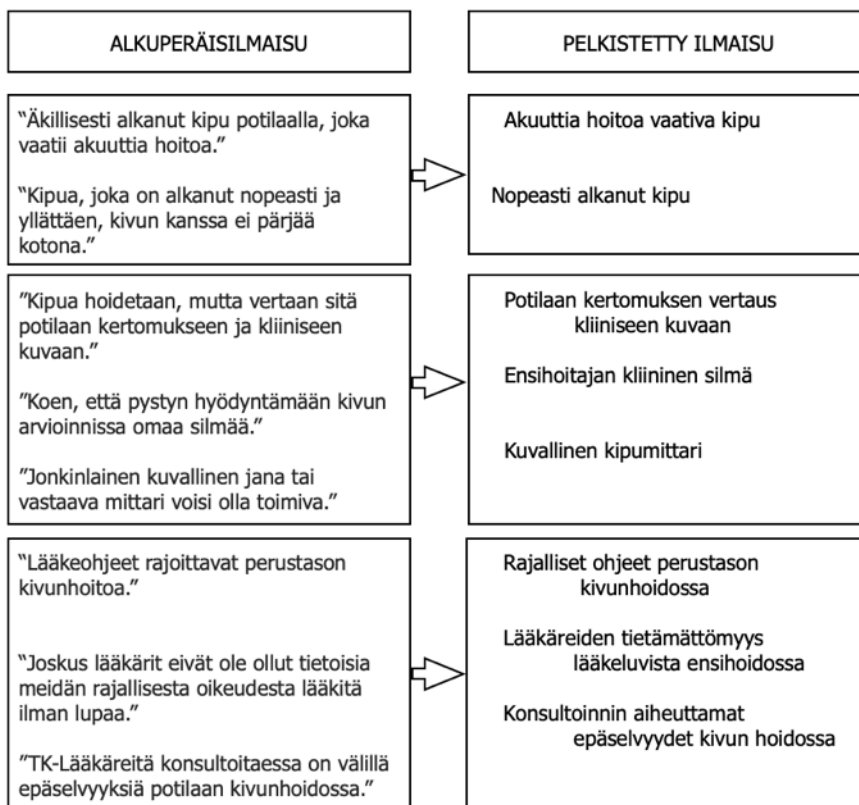 ALKUPERÄISILMAISU
PELKISTETTY ILMAISU
“Äkillisesti alkanut kipu potilaalla, joka
vaatii akuuttia hoitoa.”
“Kipua, joka on alkanut nopeasti ja
yllättäen, kivun kanssa ei pärjää
kotona.”
Akuuttia hoitoa vaativa kipu
Nopeasti alkanut kipu
”Kipua hoidetaan, mutta vertaan sitä
potilaan kertomukseen ja kliiniseen
kuvaan.”
”Koen, että pystyn hyödyntämään kivun
arvioinnissa omaa silmää.”
”Jonkinlainen kuvallinen jana tai
vastaava mittari voisi olla toimiva.”
Potilaan kertomuksen vertaus
kliiniseen kuvaan
Ensihoitajan kliininen silmä
Kuvallinen kipumittari
“Lääkeohjeet rajoittavat perustason
kivunhoitoa.”
“Joskus lääkärit eivät ole ollut tietoisia
meidän rajallisesta oikeudesta lääkitä
ilman lupaa.”
”TK-Lääkäreitä konsultoitaessa on välillä
epäselvyyksiä potilaan kivunhoidossa.”
Rajalliset ohjeet perustason
kivunhoidossa
Lääkäreiden tietämättömyys
lääkeluvista ensihoidossa
Konsultoinnin aiheuttamat
epäselvyydet kivun hoidossa